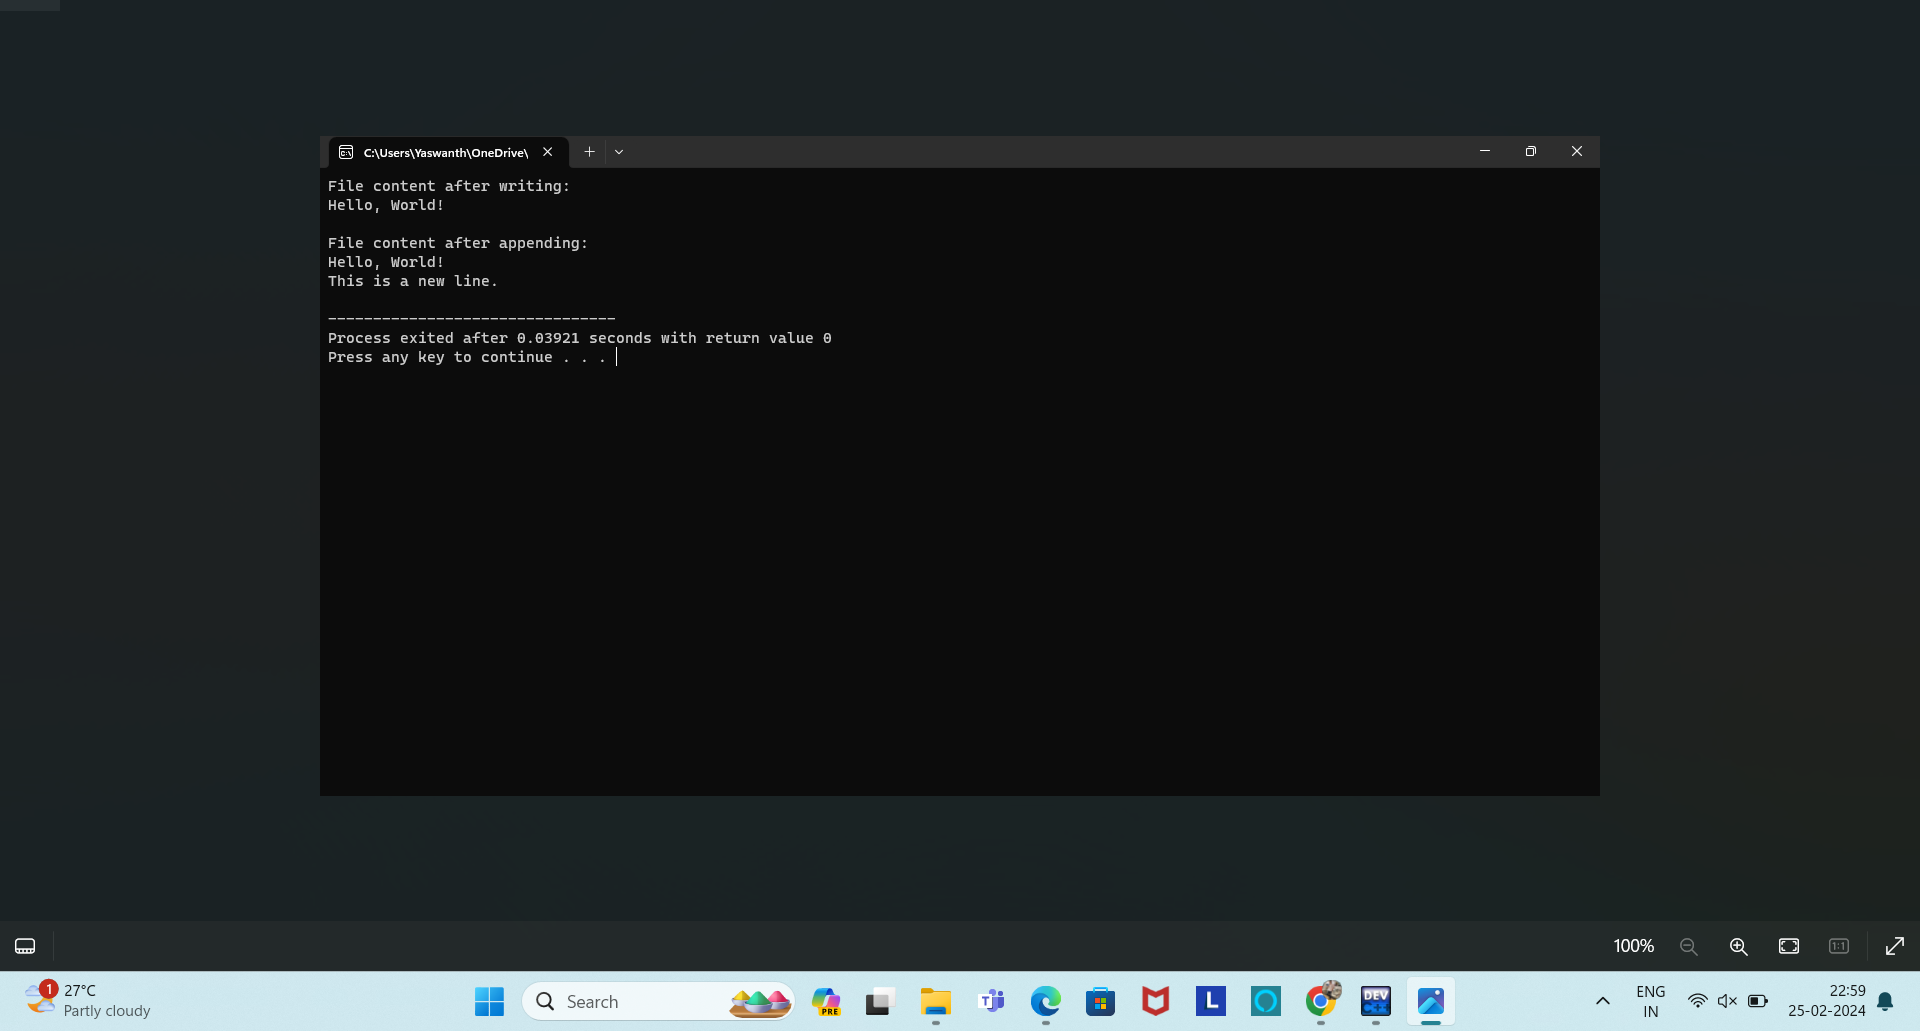 C:\Users\Yaswanth\OneDrive\
File content after writing:
Hello, World!
File content after appending:
Hello, World!
This is a new line.
--------------------------------
Process exited after 0.03921 seconds with return value 0
Press any key to continue . . .
100%
1:1
1
27°C
Partly cloudy
Search
PRE
T
L
DEV
C++
ENG
IN
22:59
25-02-2024